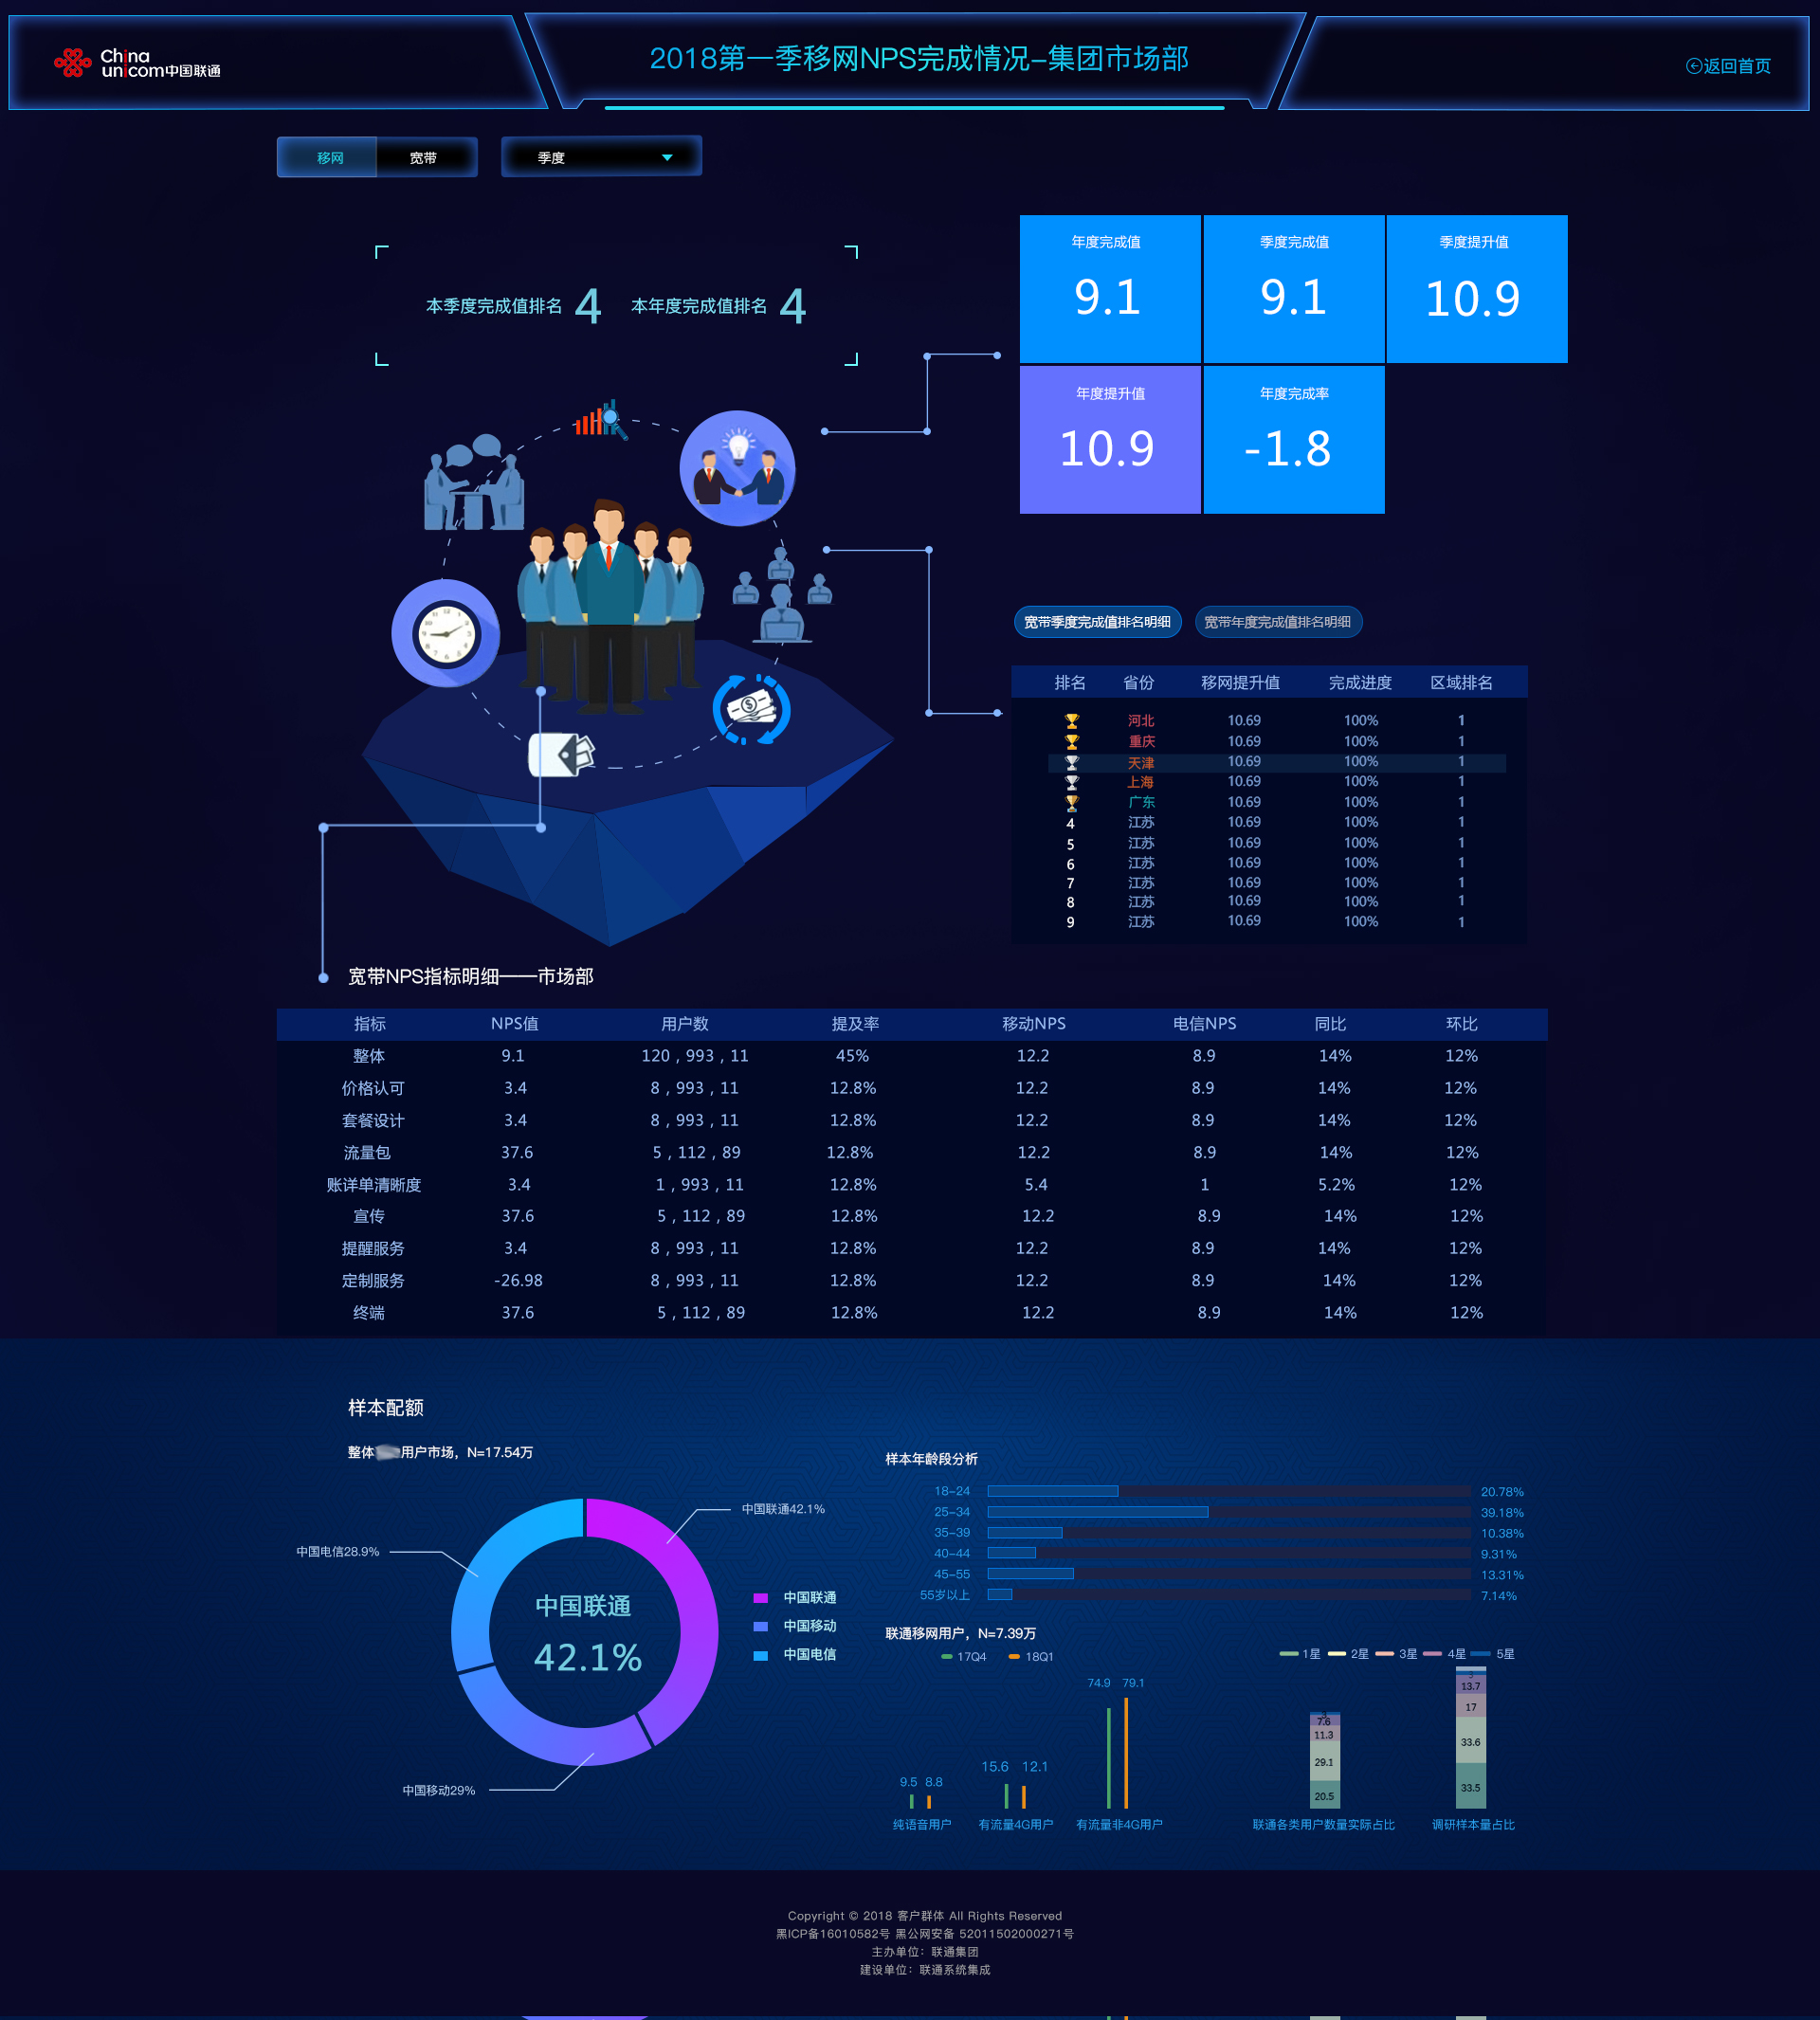 China
unicom中国联通
2018第一季移网NPS完成情况-集团市场部
返回首页
移网 宽带 季度
本季度完成值排名 4 本年度完成值排名 4
年度完成值 季度完成值 季度提升值
9.1 9.1 10.9
年度提升值 年度完成率
10.9 -1.8
宽带季度完成值排名明细 宽带年度完成值排名明细
排名 省份 移网提升值 完成进度 区域排名
河北 10.69 100% 1
重庆 10.69 100% 1
天津 10.69 100% 1
上海 10.69 100% 1
广东 10.69 100% 1
4 江苏 10.69 100% 1
5 江苏 10.69 100% 1
6 江苏 10.69 100% 1
7 江苏 10.69 100% 1
8 江苏 10.69 100% 1
9 江苏 10.69 100% 1
宽带NPS指标明细——市场部
指标 NPS值 用户数 提及率 移动NPS 电信NPS 同比 环比
整体 9.1 120，993，11 45% 12.2 8.9 14% 12%
价格认可 3.4 8，993，11 12.8% 12.2 8.9 14% 12%
套餐设计 3.4 8，993，11 12.8% 12.2 8.9 14% 12%
流量包 37.6 5，112，89 12.8% 12.2 8.9 14% 12%
账详单清晰度 3.4 1，993，11 12.8% 5.4 1 5.2% 12%
宣传 37.6 5，112，89 12.8% 12.2 8.9 14% 12%
提醒服务 3.4 8，993，11 12.8% 12.2 8.9 14% 12%
定制服务 -26.98 8，993，11 12.8% 12.2 8.9 14% 12%
终端 37.6 5，112，89 12.8% 12.2 8.9 14% 12%
样本配额
整体 用户市场，N=17.54万
中国联通42.1%
中国电信28.9%
中国联通
42.1%
中国移动29%
中国联通
中国移动
中国电信
样本年龄段分析
18-24 20.78%
25-34 39.18%
35-39 10.38%
40-44 9.31%
45-55 13.31%
55岁以上 7.14%
联通移网用户，N=7.39万
17Q4 18Q1
9.5 8.8 15.6 12.1 74.9 79.1
纯语音用户 有流量4G用户 有流量非4G用户
1星 2星 3星 4星 5星
7.6
11.3
29.1
20.5
联通各类用户数量实际占比
13.7
17
33.6
33.5
调研样本量占比
Copyright © 2018 客户群体 All Rights Reserved
黑ICP备16010582号 黑公网安备 52011502000271号
主办单位：联通集团
建设单位：联通系统集成